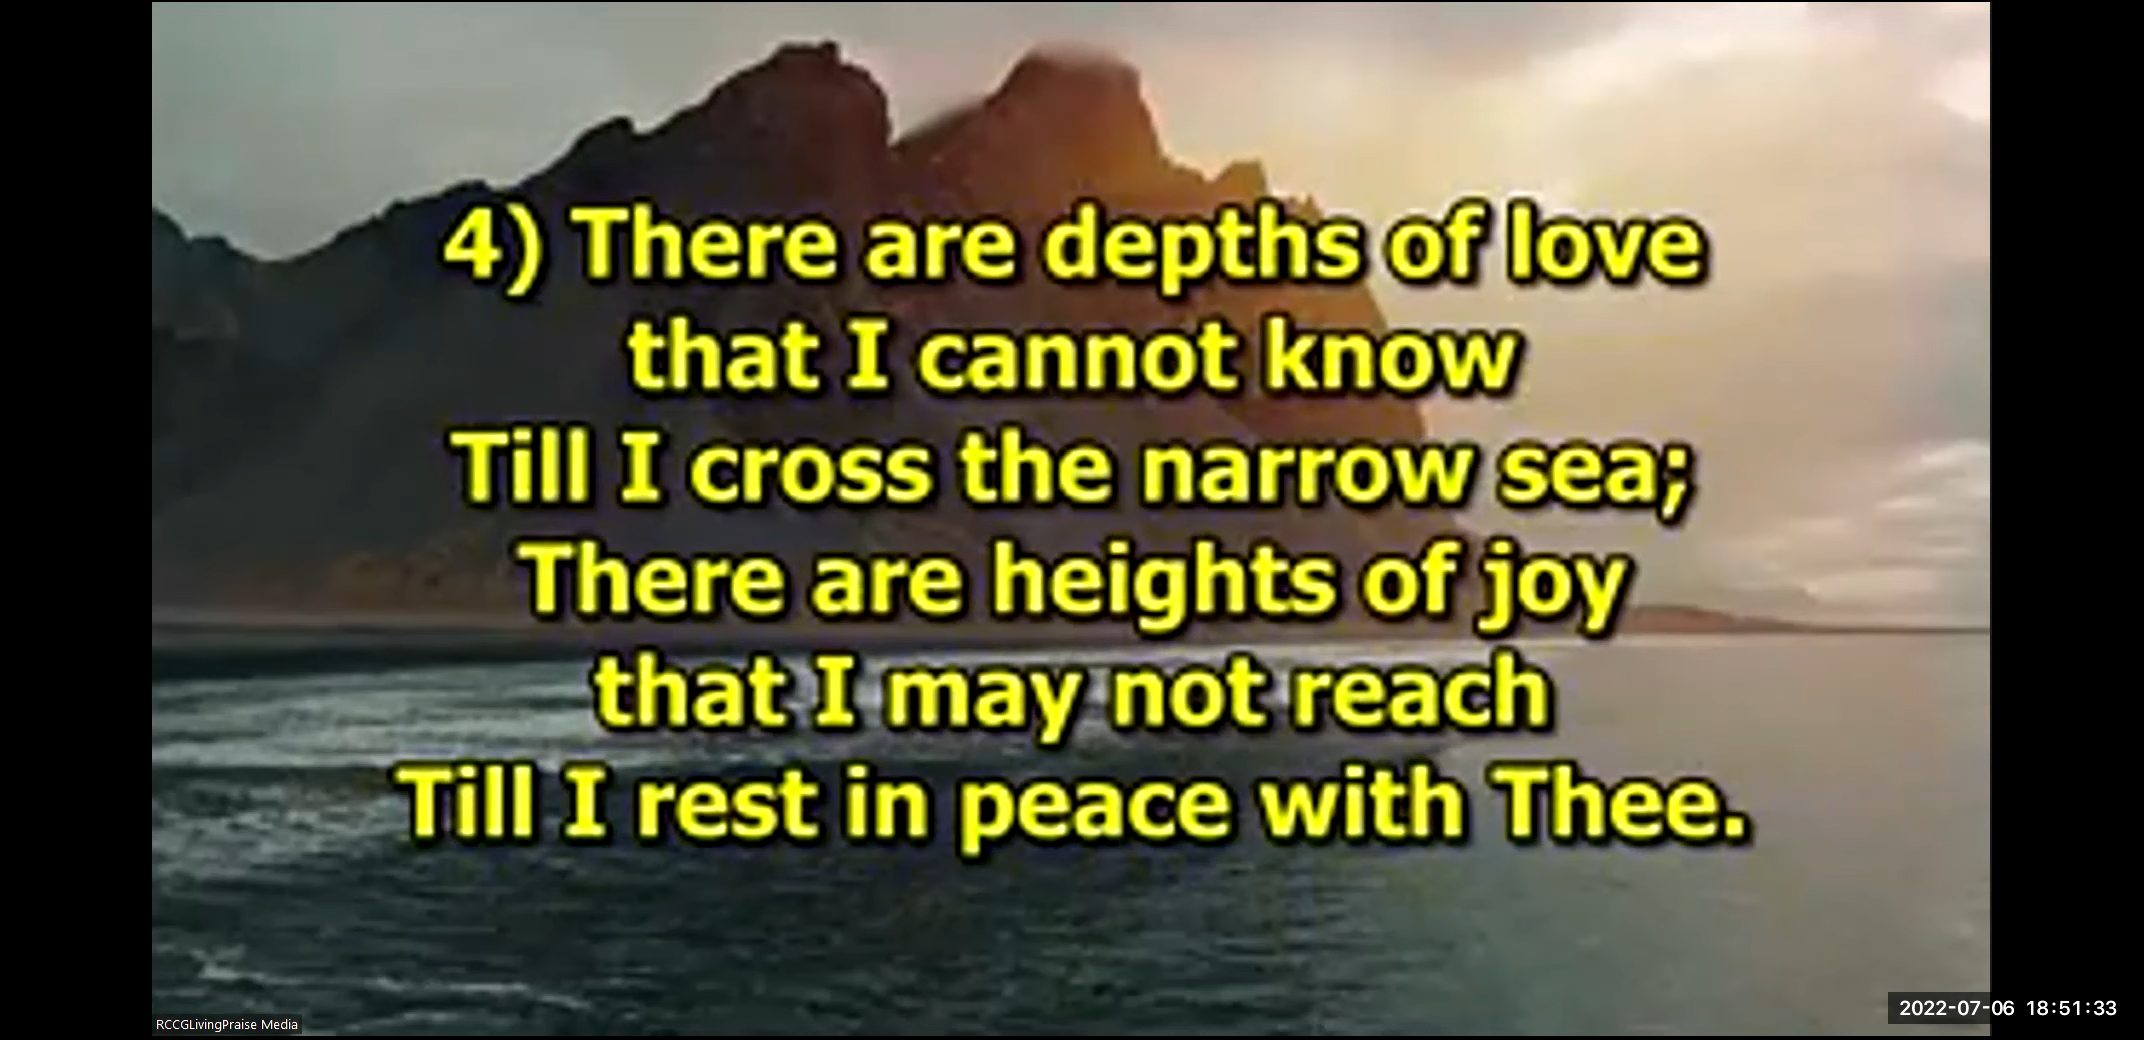 4) There are depths of love
that I cannot know
Till I cross the narrow sea;
There are heights of joy
that I may not reach
Till I rest in peace with Thee.
RCCGLivingPraise Media
2022-07-06 18:51:33